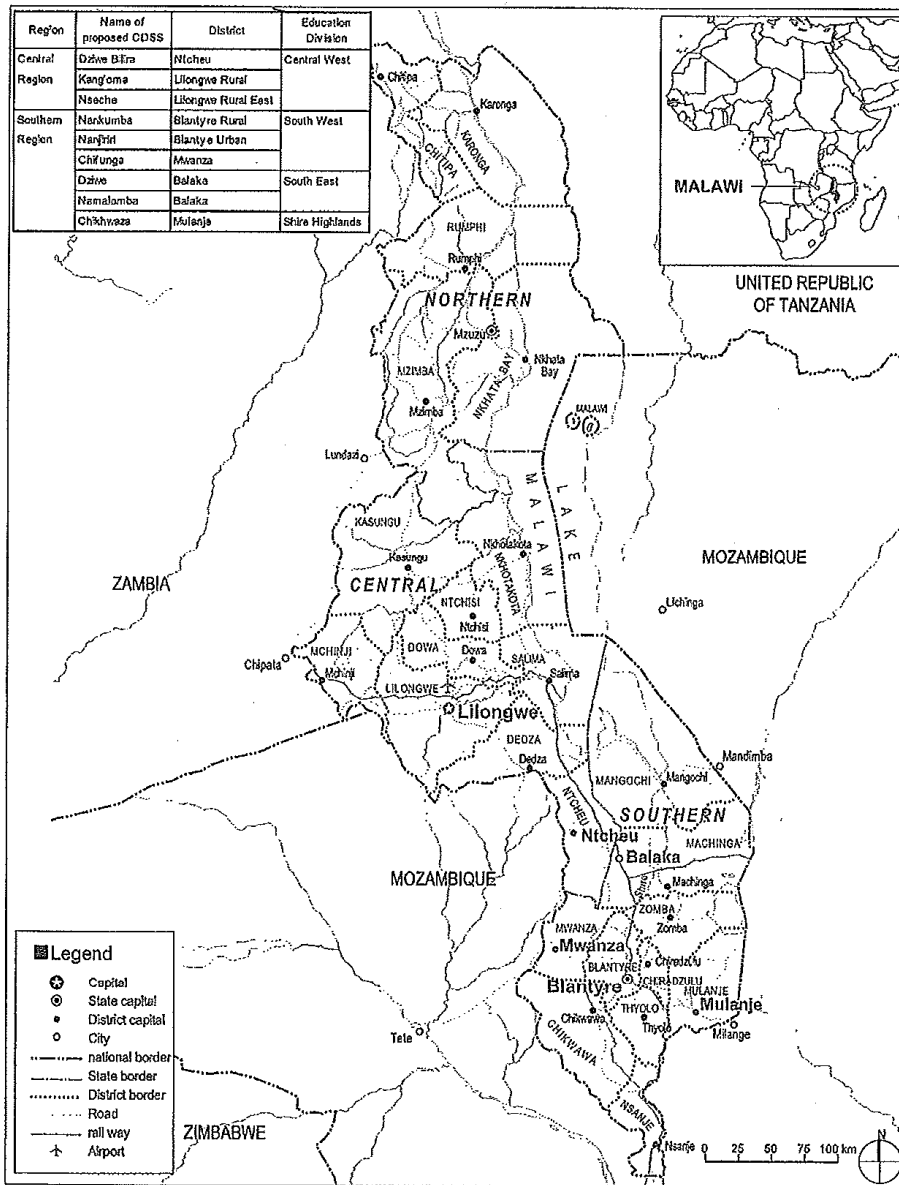 Region Name of proposed CDSS District Education Division
Central Region Dziwe Bilira Ntcheu Central West
Kang'oma Lilongwe Rural
Nseche Lilongwe Rural East
Southern Region Nankumba Blantyre Rural South West
Nanjiriri Blantyre Urban
Chifunga Mwanza
Dziwe Balaka South East
Namalomba Balaka
Chikhwaza Mulanje Shire Highlands
MALAWI
UNITED REPUBLIC
OF TANZANIA
Chitipa
Karonga
CHITIPA
KARONGA
RUMPHI
Rumphi
NORTHERN
Mzuzu
Nkhata
Bay
MZIMBA
NKHATA BAY
Mzimba
MALAWI
Lundazi
LAKE
MALAWI
KASUNGU
Kasungu
Nkhotakota
NKHOTAKOTA
MOZAMBIQUE
ZAMBIA
CENTRAL
NTCHISI
Ntchisi
Lichinga
MCHINJI
DOWA
Dowa
SALIMA
Chipata
Mchinji
LILONGWE
Salima
Lilongwe
DEDZA
Dedza
Mandimba
MANGOCHI
Mangochi
NTCHEU
SOUTHERN
Ntcheu
MACHINGA
Balaka
MOZAMBIQUE
Shire
Machinga
ZOMBA
Zomba
MWANZA
Mwanza
BLANTYRE
Chiradzulu
CHIRADZULU
Blantyre
MULANJE
Mulanje
THYOLO
Thyolo
Chikwawa
CHIKWAWA
Milange
Tete
NSANJE
Nsanje
ZIMBABWE
Legend
Capital
State capital
District capital
City
national border
State border
District border
Road
rail way
Airport
0 25 50 75 100 km
N